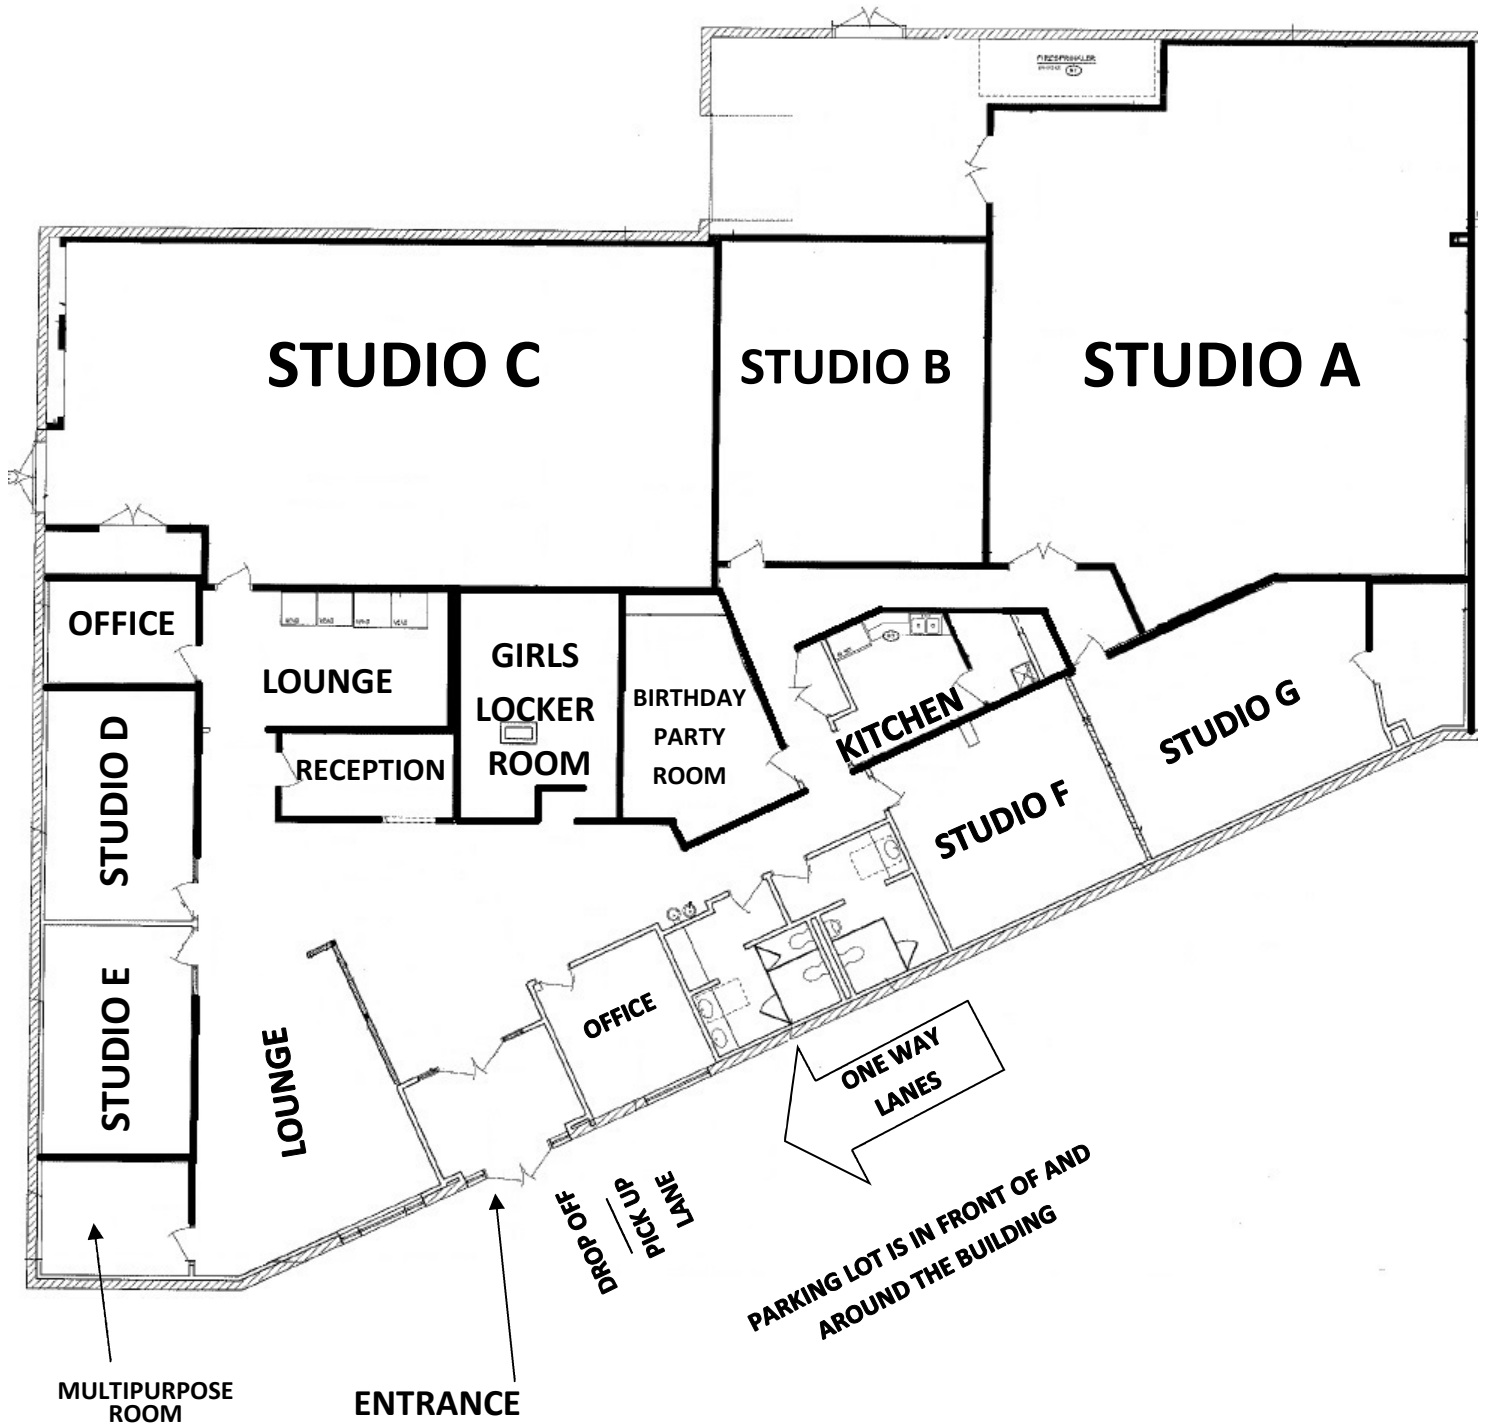 FIRESPRINKLER
STUDIO C
STUDIO B
STUDIO A
OFFICE
LOUNGE
GIRLS
LOCKER
ROOM
BIRTHDAY
PARTY
ROOM
KITCHEN
STUDIO G
STUDIO D
RECEPTION
STUDIO F
STUDIO E
LOUNGE
OFFICE
ONE WAY
LANES
DROP OFF
PICK UP
LANE
PARKING LOT IS IN FRONT OF AND
AROUND THE BUILDING
MULTIPURPOSE
ROOM
ENTRANCE